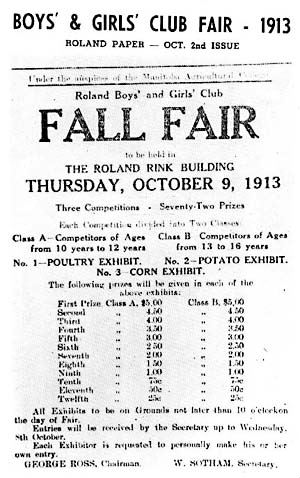 BOYS' & GIRLS' CLUB FAIR - 1913
ROLAND PAPER — OCT. 2nd ISSUE
Under the auspices of the Manitoba Agricultural College
Roland Boys' and Girls' Club
FALL FAIR
to be held in
THE ROLAND RINK BUILDING
THURSDAY, OCTOBER 9, 1913
Three Competitions - Seventy-Two Prizes
Each Competition divided into Two Classes:
Class A—Competitors of Ages from 10 years to 12 years
Class B Competitors of Ages from 13 to 16 years
No. 1—POULTRY EXHIBIT. No. 2—POTATO EXHIBIT.
No. 3—CORN EXHIBIT.
The following prizes will be given in each of the
above exhibits:
First Prize Class A, $5.00 Class B, $5.00
Second „ 4.50 „ 4.50
Third „ 4.00 „ 4.00
Fourth „ 3.50 „ 3.50
Fifth „ 3.00 „ 3.00
Sixth „ 2.50 „ 2.50
Seventh „ 2.00 „ 2.00
Eighth „ 1.50 „ 1.50
Ninth „ 1.00 „ 1.00
Tenth „ 75c „ 75c
Eleventh „ 50c „ 50c
Twelfth „ 25c „ 25c
All Exhibits to be on Grounds not later than 10 o'clock on
the day of Fair.
Entries will be received by the Secretary up to Wednesday,
8th October.
Each Exhibitor is requested to personally make his or her
own entry.
GEORGE ROSS, Chairman. W. SOTHAM, Secretary,